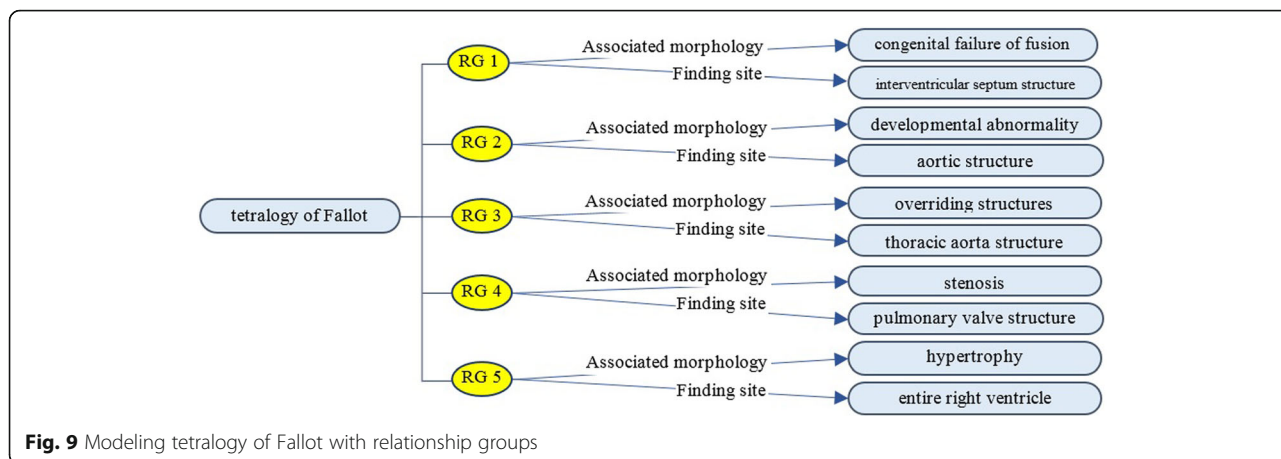 RG 1
Associated morphology
congenital failure of fusion
Finding site
interventricular septum structure
RG 2
Associated morphology
developmental abnormality
Finding site
aortic structure
tetralogy of Fallot
RG 3
Associated morphology
overriding structures
Finding site
thoracic aorta structure
RG 4
Associated morphology
stenosis
Finding site
pulmonary valve structure
RG 5
Associated morphology
hypertrophy
Finding site
entire right ventricle
Fig. 9 Modeling tetralogy of Fallot with relationship groups